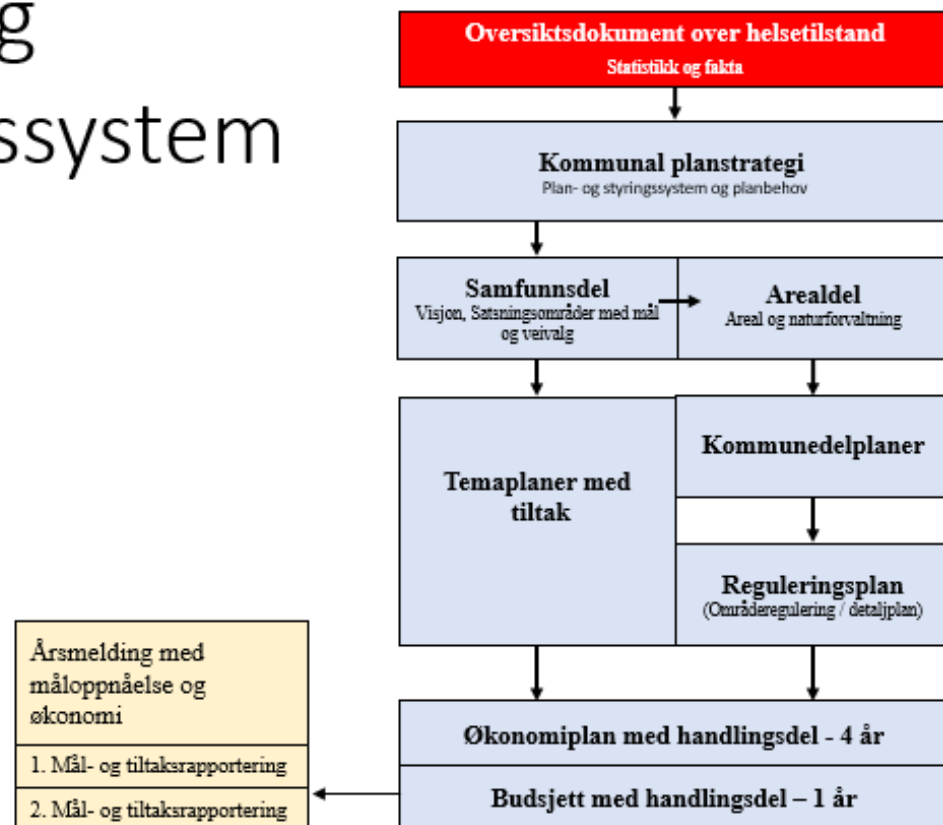 g
ssystem
Oversiktsdokument over helsetilstand
Statistikk og fakta
Kommunal planstrategi
Plan- og styringssystem og planbehov
Samfunnsdel
Visjon, Satsningsområder med mål
og veivalg
Arealdel
Areal og naturforvaltning
Temaplaner med
tiltak
Kommunedelplaner
Reguleringsplan
(Områderegulering / detaljplan)
Årsmelding med
måloppnåelse og
økonomi
1. Mål- og tiltaksrapportering
2. Mål- og tiltaksrapportering
Økonomiplan med handlingsdel - 4 år
Budsjett med handlingsdel – 1 år